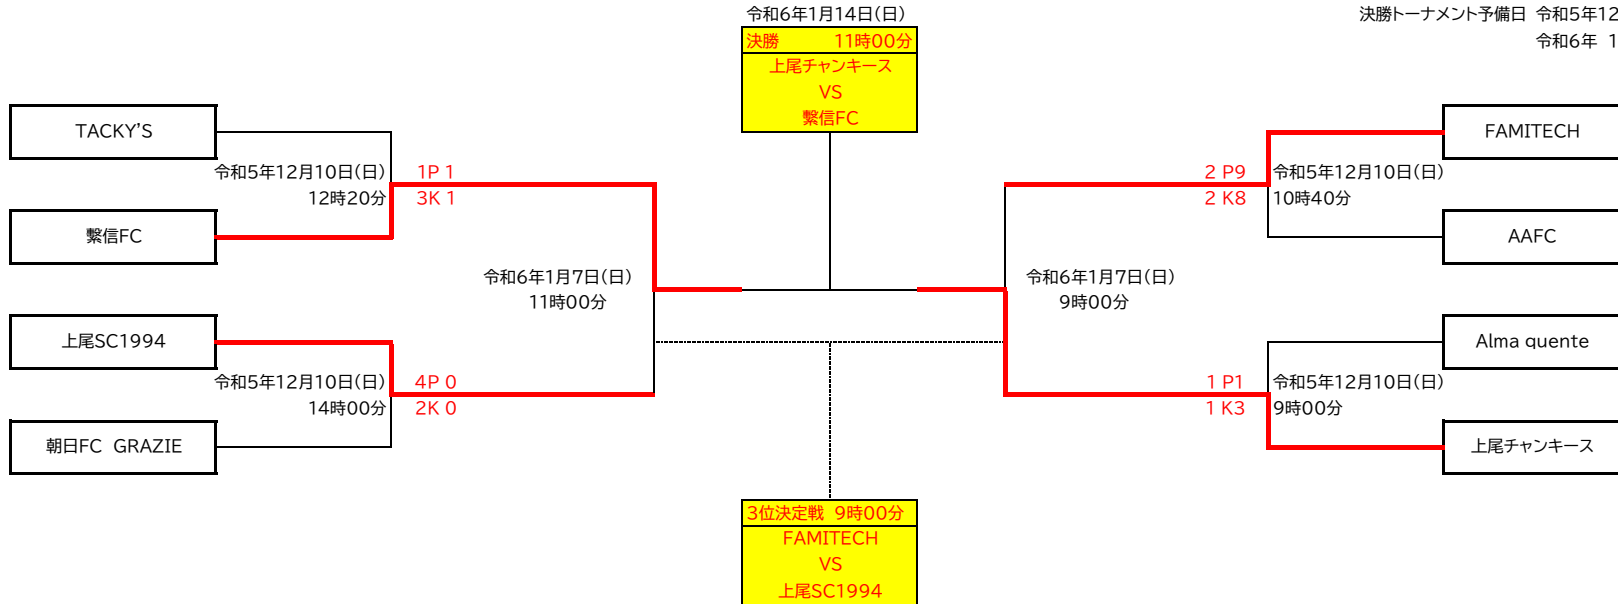 令和6年1月14日(日)
決勝トーナメント予備日 令和5年12
令和6年 1
決勝 11時00分
上尾チャンキース
VS
繋信FC
TACKY'S
令和5年12月10日(日)
12時20分
1P 1
3K 1
繋信FC
令和6年1月7日(日)
11時00分
上尾SC1994
令和5年12月10日(日)
14時00分
4P 0
2K 0
朝日FC GRAZIE
FAMITECH
2 P9
2 K8
令和5年12月10日(日)
10時40分
AAFC
令和6年1月7日(日)
9時00分
Alma quente
1 P1
1 K3
令和5年12月10日(日)
9時00分
上尾チャンキース
3位決定戦 9時00分
FAMITECH
VS
上尾SC1994